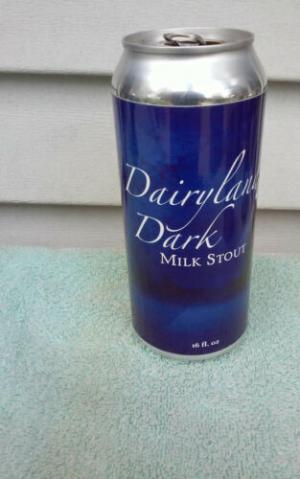 Dairyland
Dark
MILK STOUT
16 fl. oz